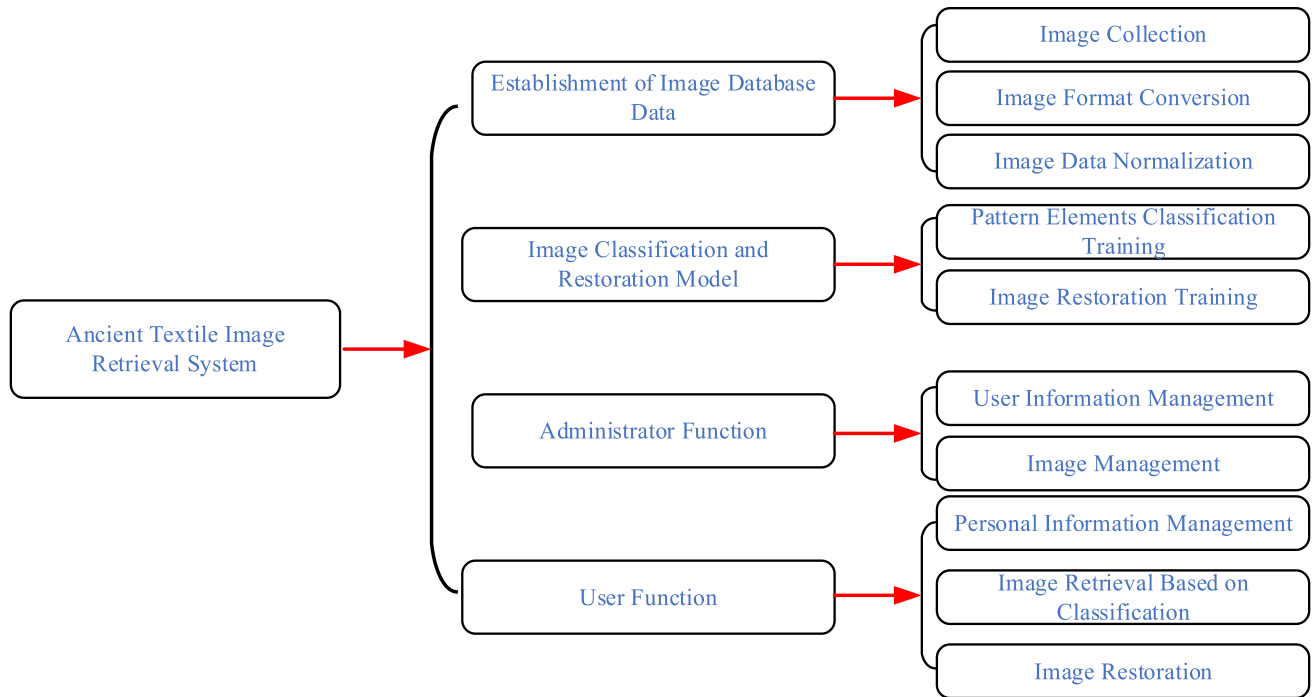 Ancient Textile Image
Retrieval System
Establishment of Image Database
Data
Image Collection
Image Format Conversion
Image Data Normalization
Image Classification and
Restoration Model
Pattern Elements Classification
Training
Image Restoration Training
Administrator Function
User Information Management
Image Management
User Function
Personal Information Management
Image Retrieval Based on
Classification
Image Restoration